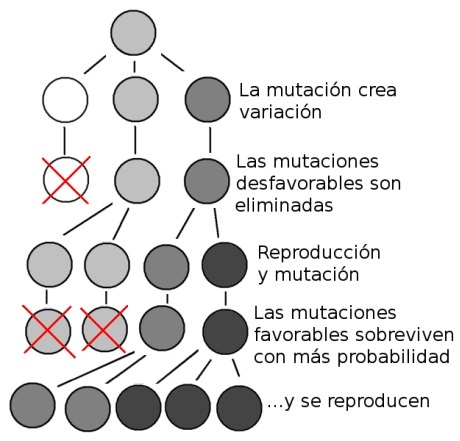 La mutación crea
variación
Las mutaciones
desfavorables son
eliminadas
Reproducción
y mutación
Las mutaciones
favorables sobreviven
con más probabilidad
...y se reproducen